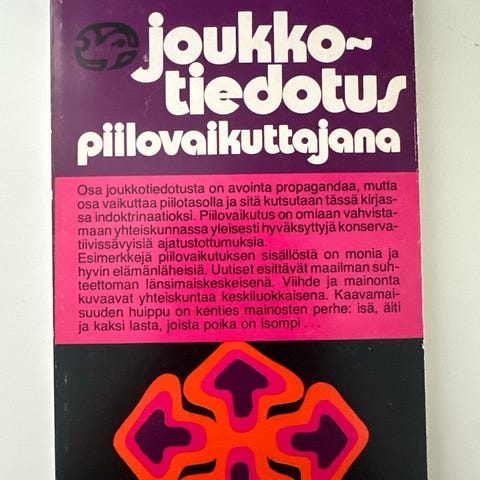 joukko~
tiedotus
piilovaikuttajana
Osa joukkotiedotusta on avointa propagandaa, mutta
osa vaikuttaa piilotasolla ja sitä kutsutaan tässä kirjas-
sa indoktrinaatioksi. Piilovaikutus on omiaan vahvista-
maan yhteiskunnassa yleisesti hyväksyttyjä konserva-
tiivissävyisiä ajatustottumuksia.
Esimerkkejä piilovaikutuksen sisällöstä on monia ja
hyvin elämänläheisiä. Uutiset esittävät maailman suh-
teettoman länsimaiskeskeisenä. Viihde ja mainonta
kuvaavat yhteiskuntaa keskiluokkaisena. Kaavamai-
suuden huippu on kenties mainosten perhe: isä, äiti
ja kaksi lasta, joista poika on isompi . . .